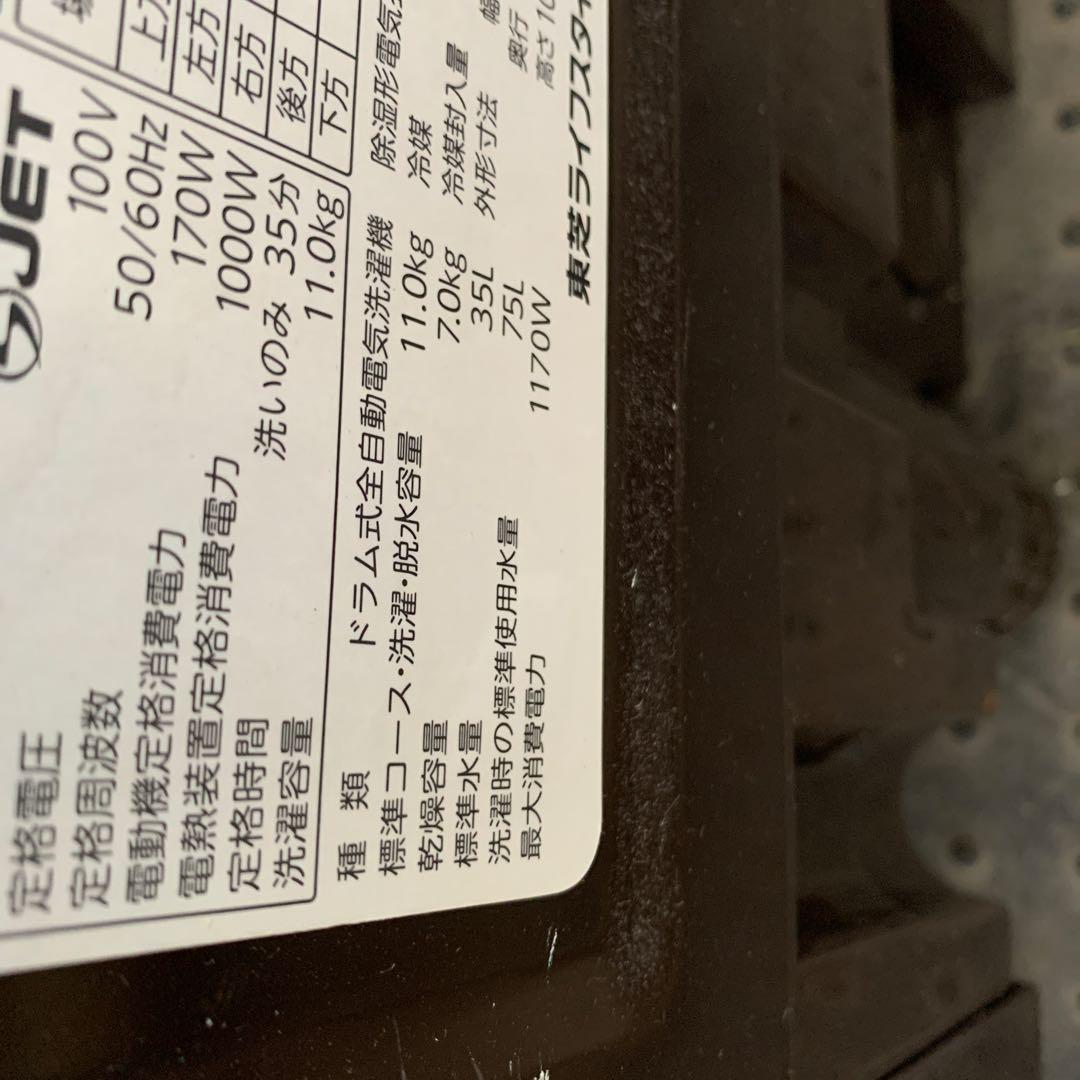 JET
定格電圧 100V
定格周波数 50/60Hz
電動機定格消費電力 170W
電熱装置定格消費電力 1000W
定格時間 洗いのみ 35分
洗濯容量 11.0kg
上方
左方
右方
後方
下方
種類 ドラム式全自動電気洗濯機
標準コース・洗濯・脱水容量 11.0kg
乾燥容量 7.0kg
標準水量 35L
洗濯時の標準使用水量 75L
最大消費電力 1170W
除湿形電気
冷媒
冷媒封入量
外形寸法 幅
奥行
高さ 10
東芝ライフスタイ